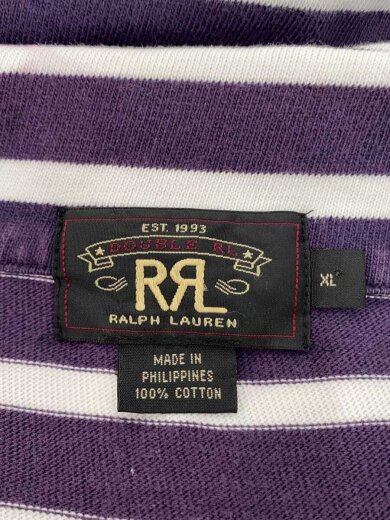 EST. 1993
DOUBLE RL
RRL
RALPH LAUREN
XL
MADE IN
PHILIPPINES
100% COTTON